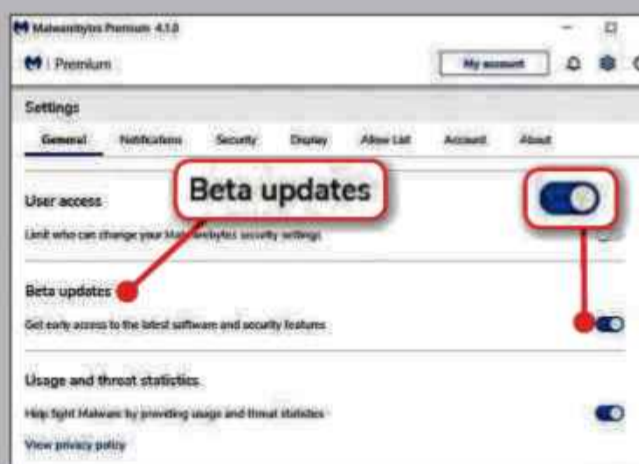 Malwarebytes Premium 4.1.0
Premium
My account
Settings
General Notifications Security Display Allow List Account About
Beta updates
User access
Limit who can change your Malwarebytes security settings
Beta updates
Get early access to the latest software and security features
Usage and threat statistics
Help fight Malware by providing usage and threat statistics
View privacy policy